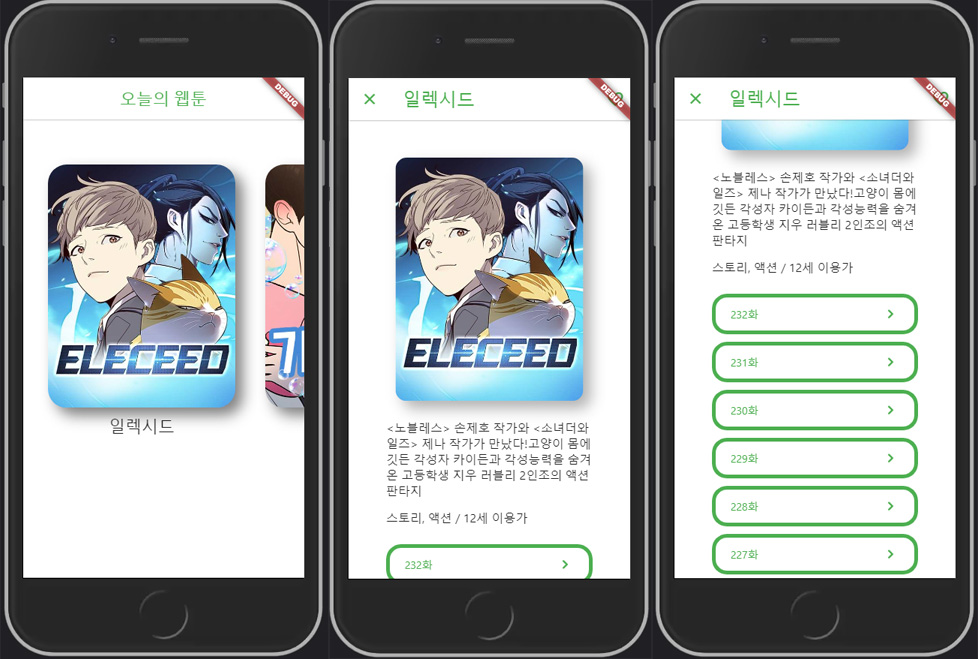 오늘의 웹툰
DEBUG
ELECEED
일렉시드
일렉시드
DEBUG
ELECEED
<노블레스> 손제호 작가와 <소녀더와
일즈> 제나 작가가 만났다!고양이 몸에
깃든 각성자 카이든과 각성능력을 숨겨
온 고등학생 지우 러블리 2인조의 액션
판타지
스토리, 액션 / 12세 이용가
232화
일렉시드
DEBUG
<노블레스> 손제호 작가와 <소녀더와
일즈> 제나 작가가 만났다!고양이 몸에
깃든 각성자 카이든과 각성능력을 숨겨
온 고등학생 지우 러블리 2인조의 액션
판타지
스토리, 액션 / 12세 이용가
232화
231화
230화
229화
228화
227화